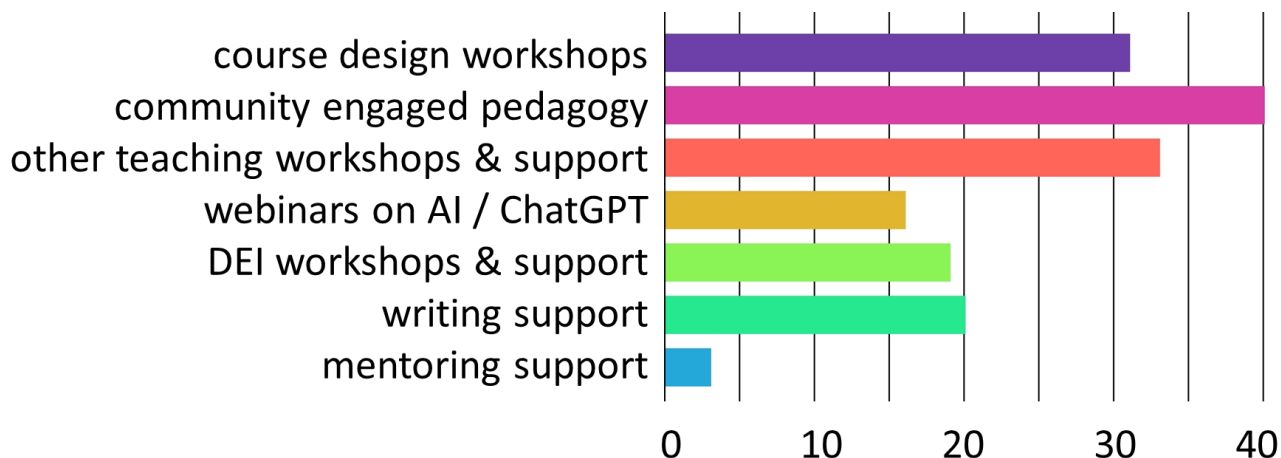 course design workshops
community engaged pedagogy
other teaching workshops & support
webinars on AI / ChatGPT
DEI workshops & support
writing support
mentoring support
0 10 20 30 40